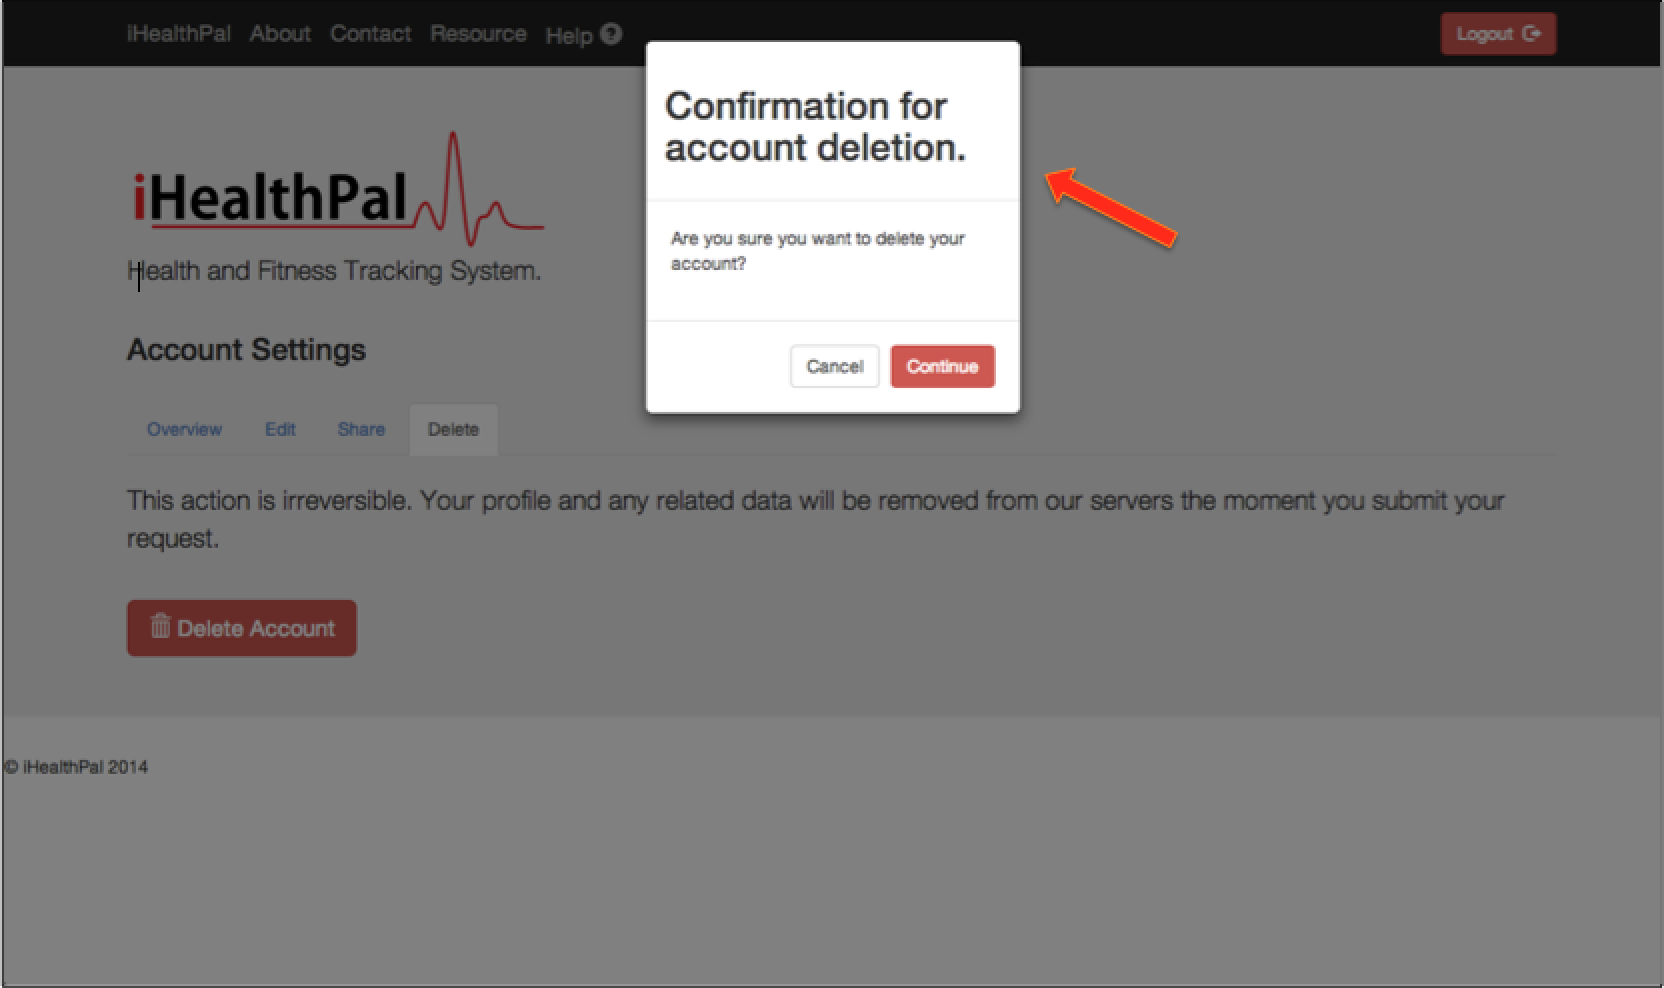 iHealthPal About Contact Resource Help ?
Logout
Confirmation for
account deletion.
Are you sure you want to delete your
account?
Cancel Continue
iHealthPal
Health and Fitness Tracking System.
Account Settings
Overview Edit Share Delete
This action is irreversible. Your profile and any related data will be removed from our servers the moment you submit your
request.
Delete Account
© iHealthPal 2014